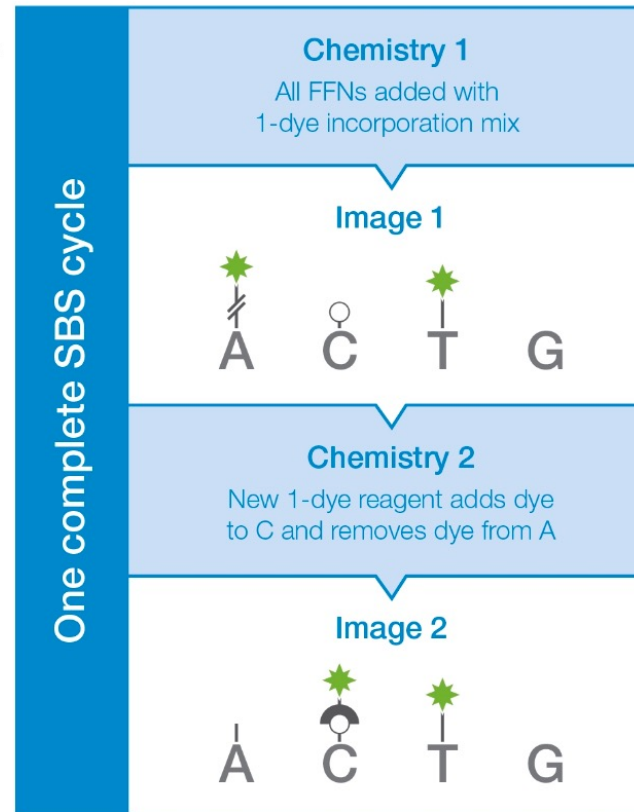 One complete SBS cycle
Chemistry 1
All FFNs added with
1-dye incorporation mix
Image 1
A C T G
Chemistry 2
New 1-dye reagent adds dye
to C and removes dye from A
Image 2
A C T G